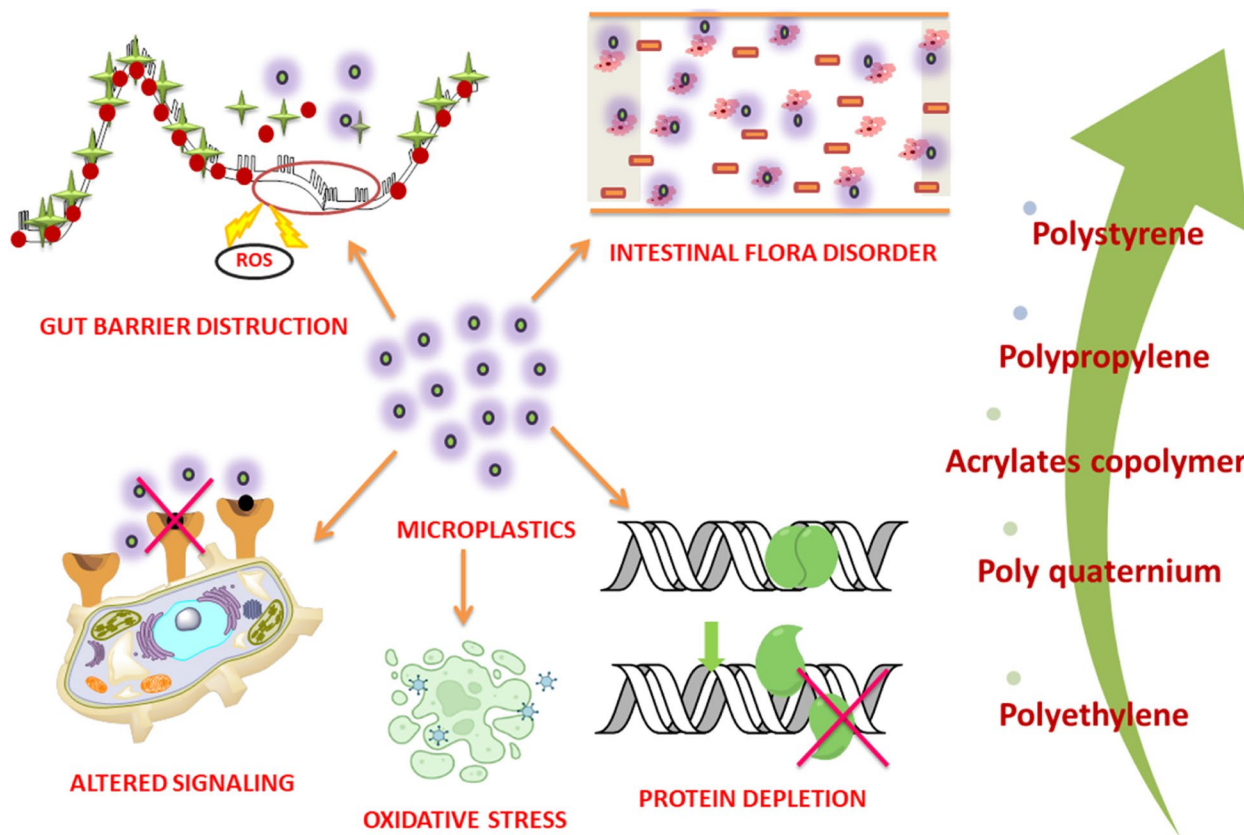 ROS
GUT BARRIER DISTRUCTION
INTESTINAL FLORA DISORDER
MICROPLASTICS
ALTERED SIGNALING
OXIDATIVE STRESS
PROTEIN DEPLETION
Polystyrene
Polypropylene
Acrylates copolymer
Poly quaternium
Polyethylene